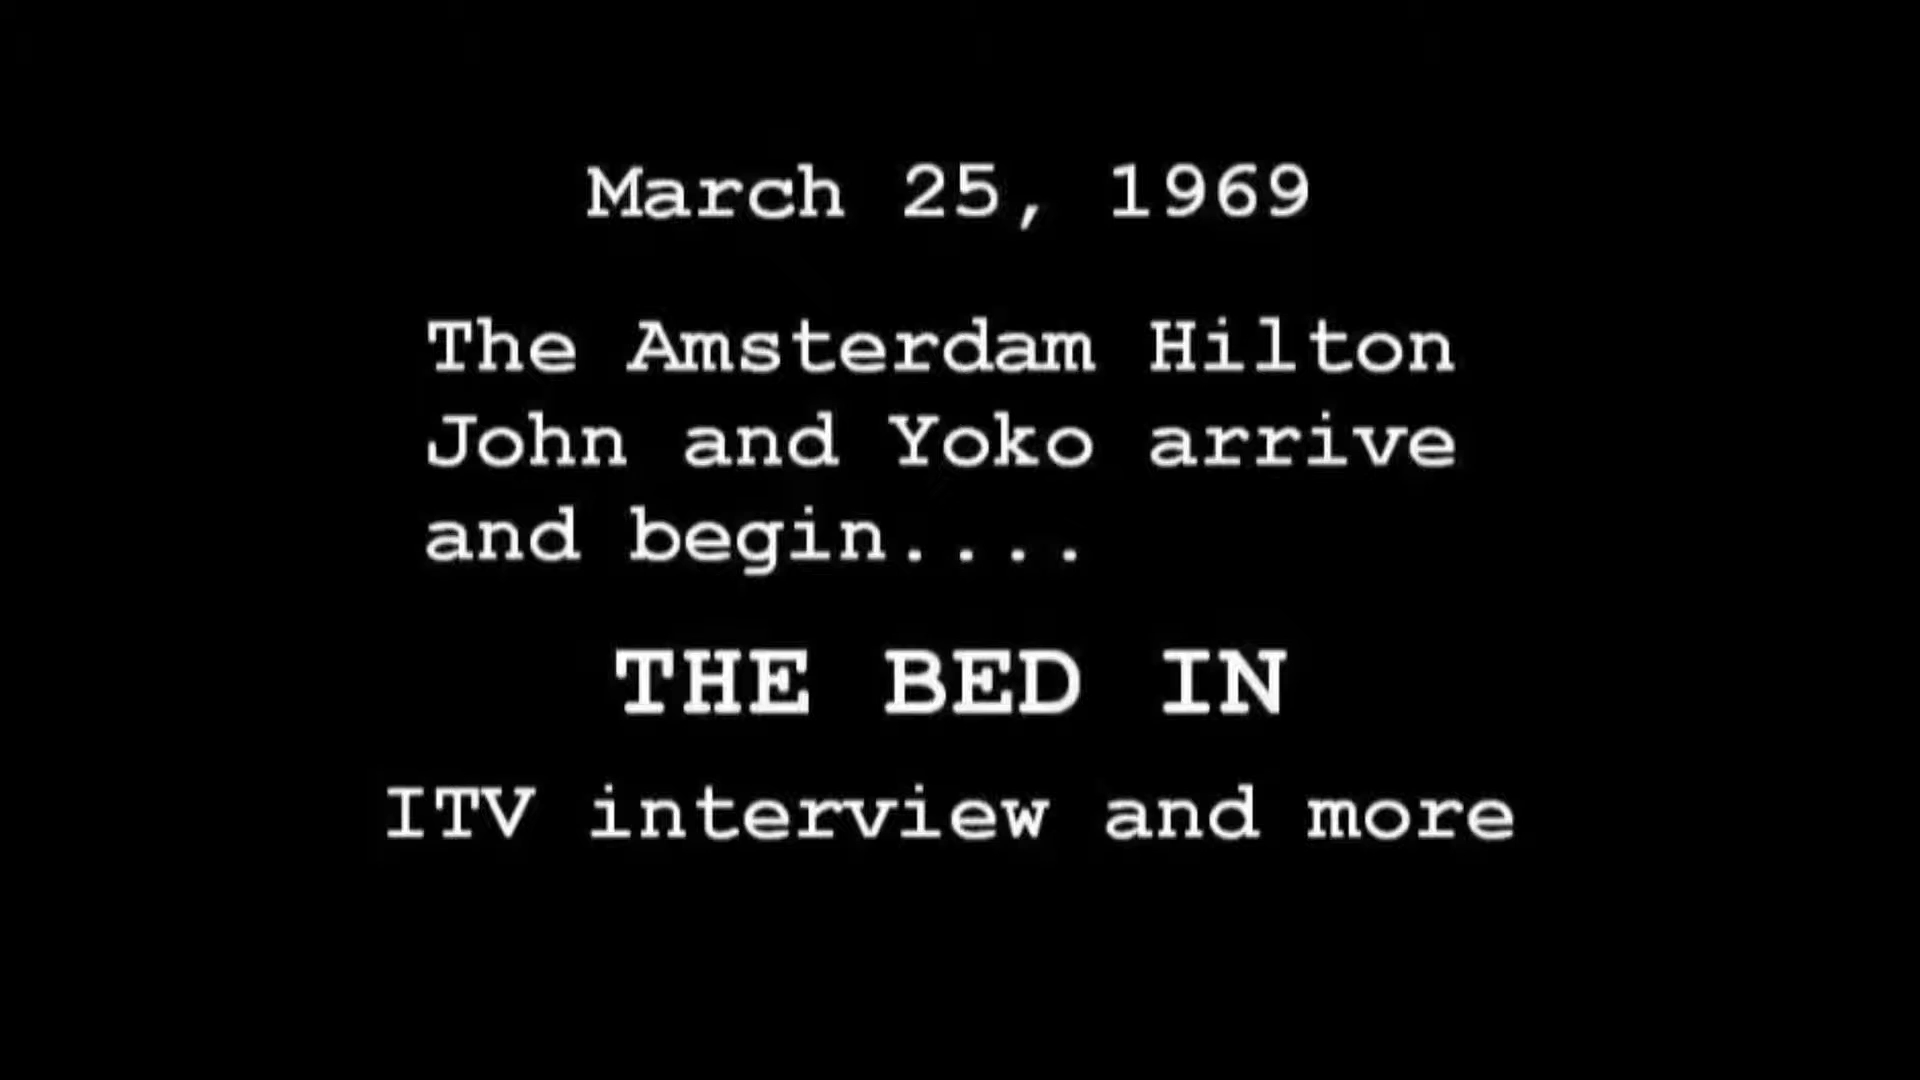 March 25, 1969
The Amsterdam Hilton
John and Yoko arrive
and begin....
THE BED IN
ITV interview and more